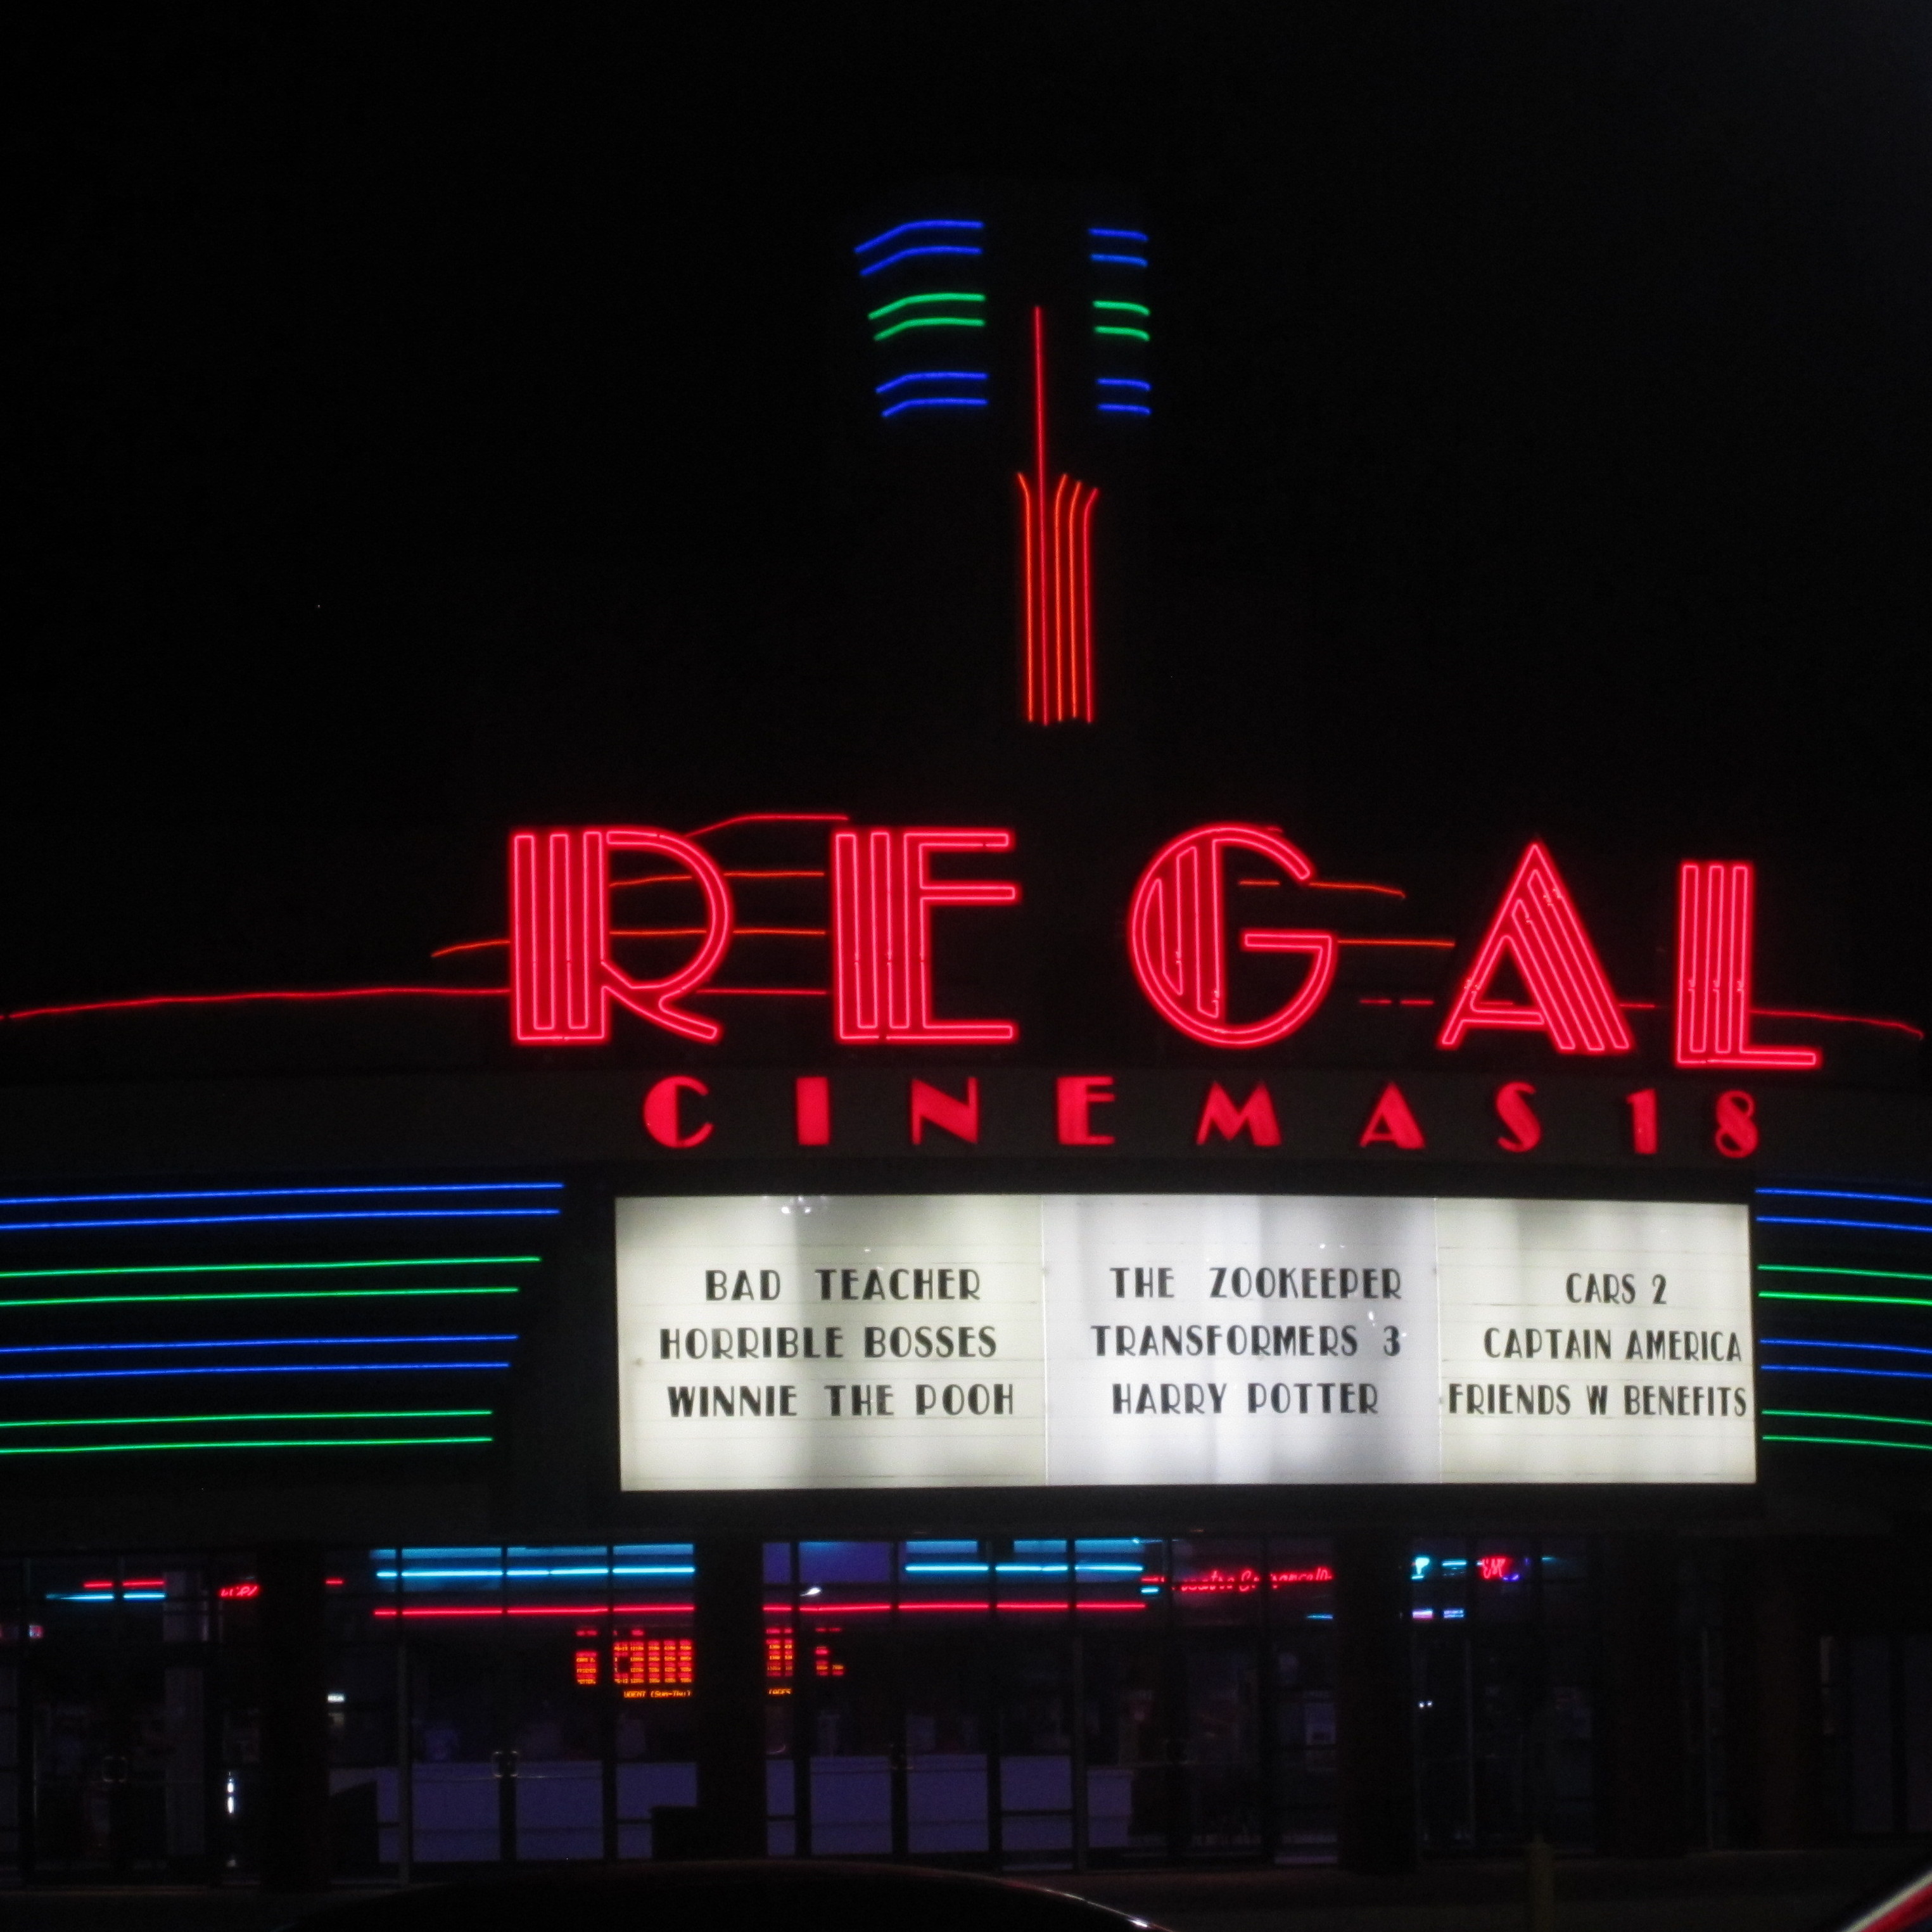 REGAL
CINEMAS 18
BAD TEACHER
HORRIBLE BOSSES
WINNIE THE POOH
THE ZOOKEEPER
TRANSFORMERS 3
HARRY POTTER
CARS 2
CAPTAIN AMERICA
FRIENDS W BENEFITS